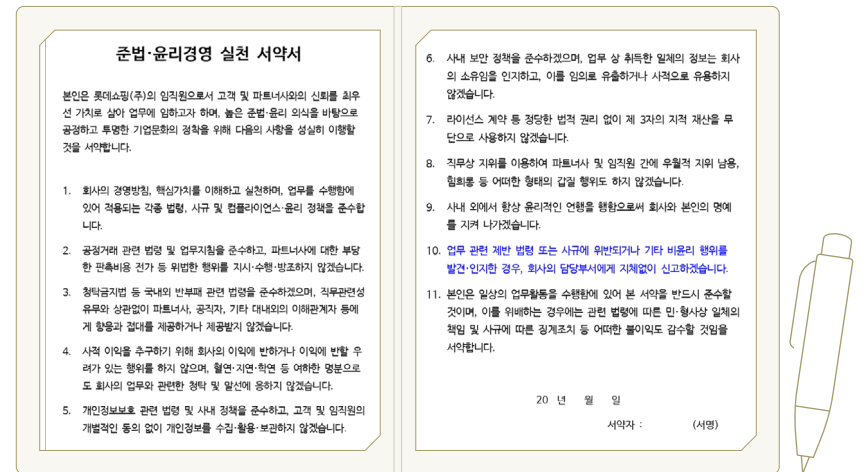 준법·윤리경영 실천 서약서
본인은 롯데쇼핑(주)의 임직원으로서 고객 및 파트너사와의 신뢰를 최우
선 가치로 삼아 업무에 임하고자 하며, 높은 준법·윤리 의식을 바탕으로
공정하고 투명한 기업문화의 정착을 위해 다음의 사항을 성실히 이행할
것을 서약합니다.
1. 회사의 경영방침, 핵심가치를 이해하고 실천하며, 업무를 수행함에
있어 적용되는 각종 법령, 사규 및 컴플라이언스·윤리 정책을 준수합
니다.
2. 공정거래 관련 법령 및 업무지침을 준수하고, 파트너사에 대한 부당
한 판촉비용 전가 등 위법한 행위를 지시·수행·방조하지 않겠습니다.
3. 청탁금지법 등 국내외 반부패 관련 법령을 준수하겠으며, 직무관련성
유무와 상관없이 파트너사, 공직자, 기타 대내외의 이해관계자 등에
게 향응과 접대를 제공하거나 제공받지 않겠습니다.
4. 사적 이익을 추구하기 위해 회사의 이익에 반하거나 이익에 반할 우
려가 있는 행위를 하지 않으며, 혈연·지연·학연 등 여하한 명분으로
도 회사의 업무와 관련한 청탁 및 알선에 응하지 않겠습니다.
5. 개인정보보호 관련 법령 및 사내 정책을 준수하고, 고객 및 임직원의
개별적인 동의 없이 개인정보를 수집·활용·보관하지 않겠습니다.
6. 사내 보안 정책을 준수하겠으며, 업무 상 취득한 일체의 정보는 회사
의 소유임을 인지하고, 이를 임의로 유출하거나 사적으로 유용하지
않겠습니다.
7. 라이선스 계약 등 정당한 법적 권리 없이 제 3자의 지적 재산을 무
단으로 사용하지 않겠습니다.
8. 직무상 지위를 이용하여 파트너사 및 임직원 간에 우월적 지위 남용,
힘희롱 등 어떠한 형태의 갑질 행위도 하지 않겠습니다.
9. 사내 외에서 항상 윤리적인 언행을 행함으로써 회사와 본인의 명예
를 지켜 나가겠습니다.
10. 업무 관련 제반 법령 또는 사규에 위반되거나 기타 비윤리 행위를
발견·인지한 경우, 회사의 담당부서에게 지체없이 신고하겠습니다.
11. 본인은 일상의 업무활동을 수행함에 있어 본 서약을 반드시 준수할
것이며, 이를 위배하는 경우에는 관련 법령에 따른 민·형사상 일체의
책임 및 사규에 따른 징계조치 등 어떠한 불이익도 감수할 것임을
서약합니다.
20 년 월 일
서약자 : (서명)